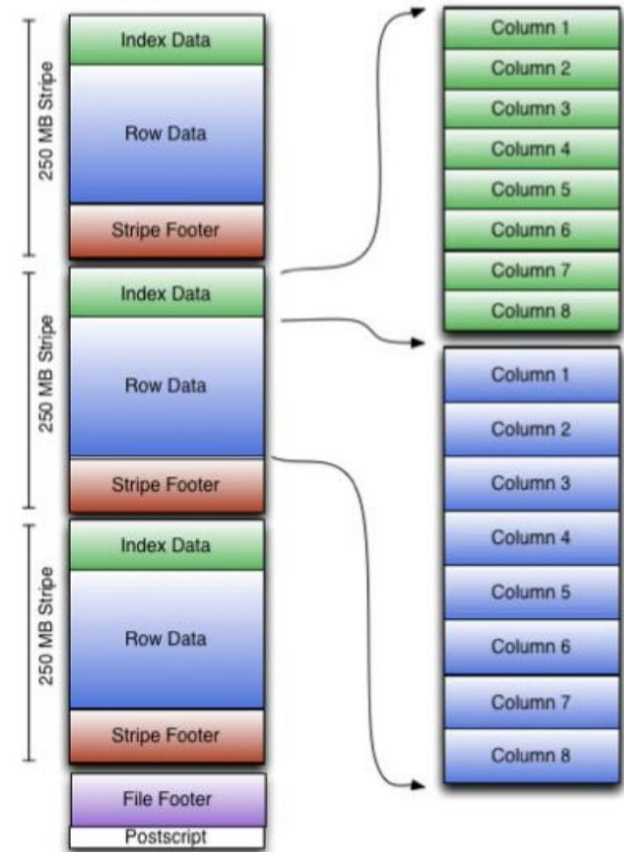 250 MB Stripe
Index Data
Row Data
Stripe Footer
250 MB Stripe
Index Data
Row Data
Stripe Footer
250 MB Stripe
Index Data
Row Data
Stripe Footer
File Footer
Postscript
Column 1
Column 2
Column 3
Column 4
Column 5
Column 6
Column 7
Column 8
Column 1
Column 2
Column 3
Column 4
Column 5
Column 6
Column 7
Column 8